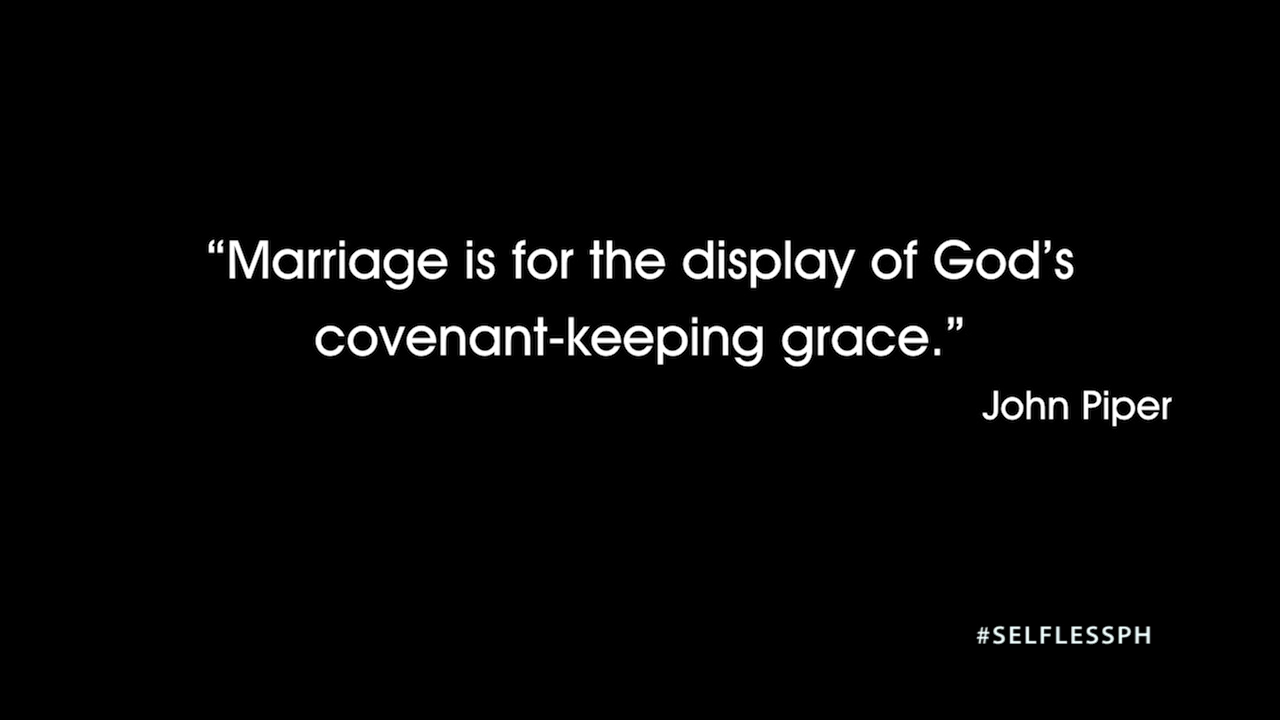 “Marriage is for the display of God’s
covenant-keeping grace.”
John Piper
#SELFLESSPH